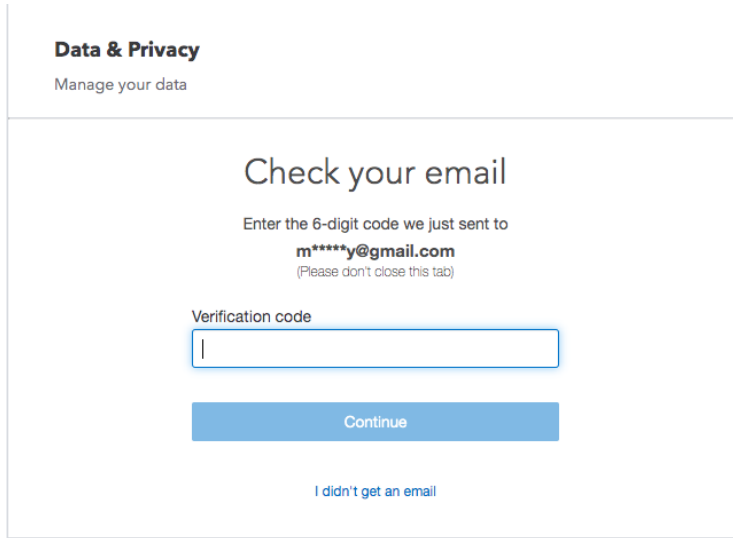 Data & Privacy
Manage your data
Check your email
Enter the 6-digit code we just sent to
m*****y@gmail.com
(Please don't close this tab)
Verification code
Continue
I didn't get an email